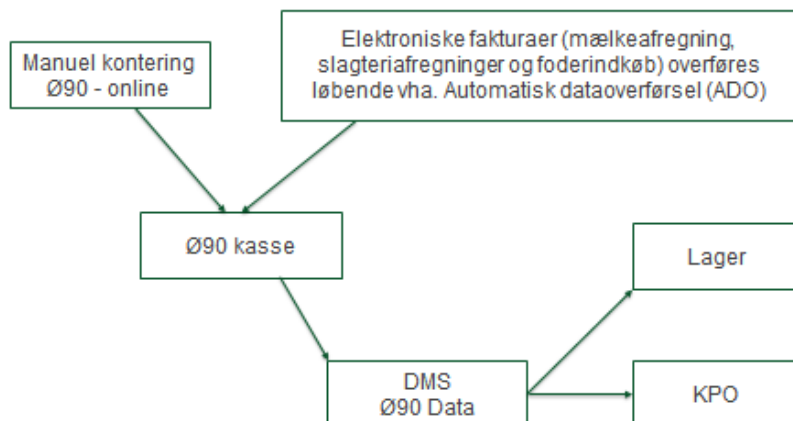 Manuel kontering
Ø90 - online
Elektroniske fakturaer (mælkeafregning,
slagteriafregninger og foderindkøb) overføres
løbende vha. Automatisk dataoverførsel (ADO)
Ø90 kasse
Lager
DMS
Ø90 Data
KPO